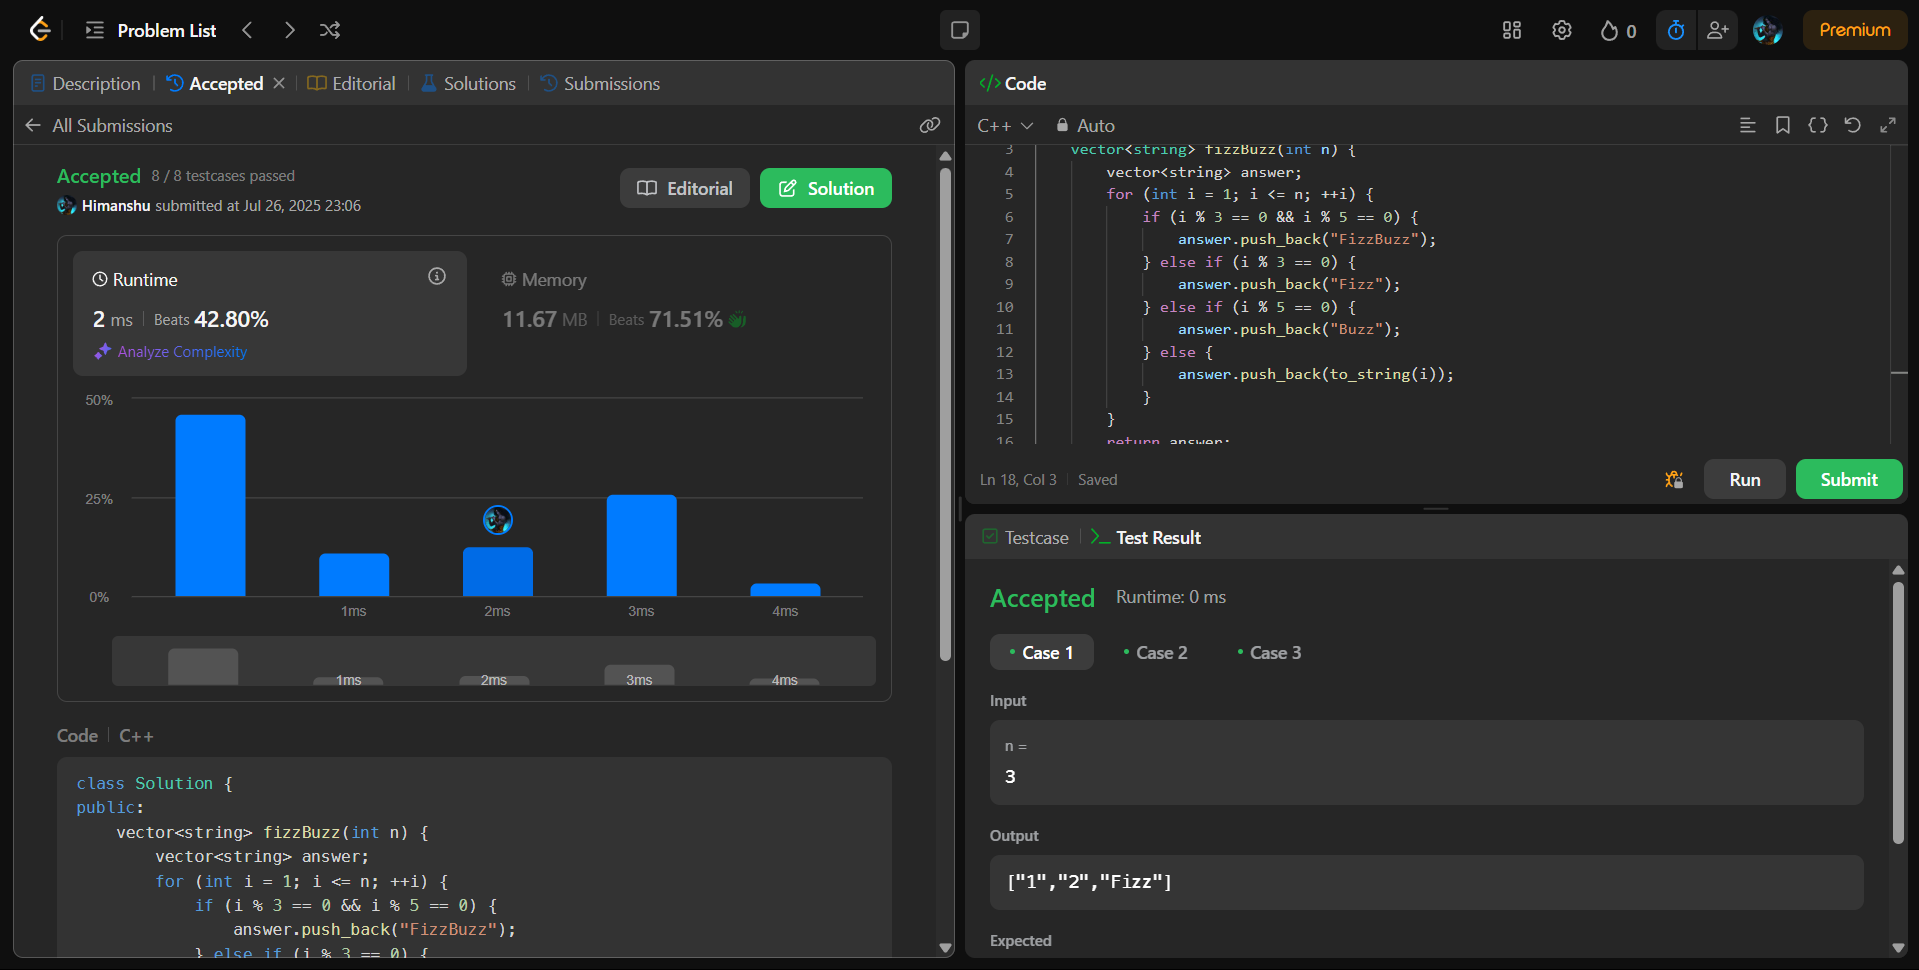 Problem List
0
Premium
Description
Accepted
Editorial
Solutions
Submissions
All Submissions
Accepted 8 / 8 testcases passed
Himanshu submitted at Jul 26, 2025 23:06
Editorial
Solution
Runtime
2 ms Beats 42.80%
Analyze Complexity
Memory
11.67 MB Beats 71.51%
50%
25%
0%
1ms 2ms 3ms 4ms
1ms 2ms 3ms 4ms
Code C++
class Solution {
public:
    vector<string> fizzBuzz(int n) {
        vector<string> answer;
        for (int i = 1; i <= n; ++i) {
            if (i % 3 == 0 && i % 5 == 0) {
                answer.push_back("FizzBuzz");
            } else if (i % 3 == 0) {
</> Code
C++ Auto
3 vector<string> fizzBuzz(int n) {
4 vector<string> answer;
5 for (int i = 1; i <= n; ++i) {
6 if (i % 3 == 0 && i % 5 == 0) {
7 answer.push_back("FizzBuzz");
8 } else if (i % 3 == 0) {
9 answer.push_back("Fizz");
10 } else if (i % 5 == 0) {
11 answer.push_back("Buzz");
12 } else {
13 answer.push_back(to_string(i));
14 }
15 }
16 return answer;
Ln 18, Col 3 Saved
Run
Submit
Testcase
Test Result
Accepted Runtime: 0 ms
Case 1
Case 2
Case 3
Input
n =
3
Output
["1","2","Fizz"]
Expected